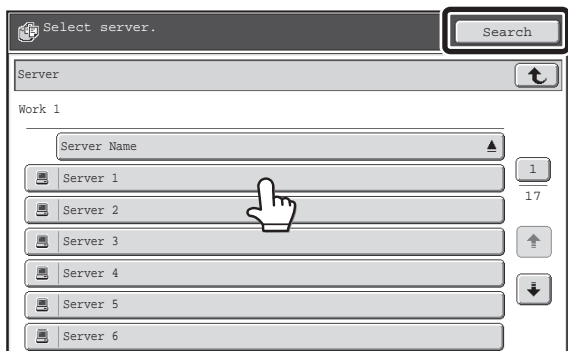 Select server.
Search
Server
Work 1
Server Name
Server 1
1
17
Server 2
Server 3
Server 4
Server 5
Server 6